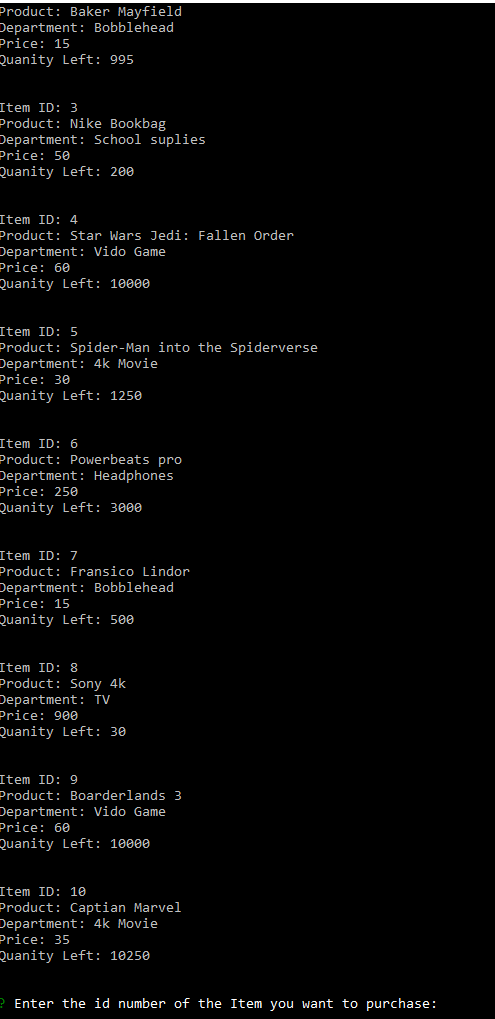 Product: Baker Mayfield
Department: Bobblehead
Price: 15
Quanity Left: 995
Item ID: 3
Product: Nike Bookbag
Department: School suplies
Price: 50
Quanity Left: 200
Item ID: 4
Product: Star Wars Jedi: Fallen Order
Department: Vido Game
Price: 60
Quanity Left: 10000
Item ID: 5
Product: Spider-Man into the Spiderverse
Department: 4k Movie
Price: 30
Quanity Left: 1250
Item ID: 6
Product: Powerbeats pro
Department: Headphones
Price: 250
Quanity Left: 3000
Item ID: 7
Product: Fransico Lindor
Department: Bobblehead
Price: 15
Quanity Left: 500
Item ID: 8
Product: Sony 4k
Department: TV
Price: 900
Quanity Left: 30
Item ID: 9
Product: Boarderlands 3
Department: Vido Game
Price: 60
Quanity Left: 10000
Item ID: 10
Product: Captian Marvel
Department: 4k Movie
Price: 35
Quanity Left: 10250
? Enter the id number of the Item you want to purchase: